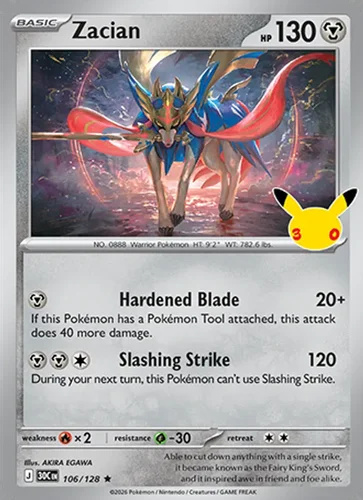 BASIC
Zacian
HP 130
30
NO. 0888 Warrior Pokémon HT: 9'2" WT: 782.6 lbs.
Hardened Blade 20+
If this Pokémon has a Pokémon Tool attached, this attack
does 40 more damage.
Slashing Strike 120
During your next turn, this Pokémon can't use Slashing Strike.
weakness ×2 resistance -30 retreat
Illus. AKIRA EGAWA
J 30C EN 106/128 ★
Able to cut down anything with a single strike,
it became known as the Fairy King's Sword,
and it inspired awe in friend and foe alike.
©2026 Pokémon / Nintendo / Creatures / GAME FREAK